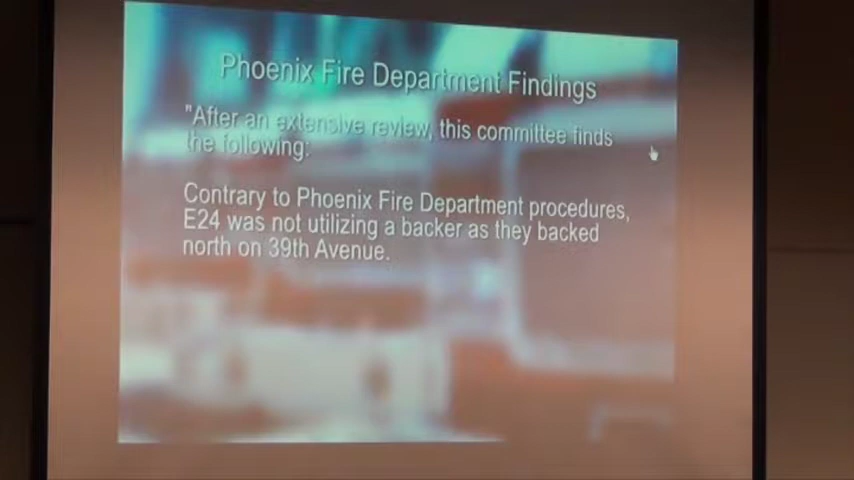 Phoenix Fire Department Findings
"After an extensive review, this committee finds
the following:
Contrary to Phoenix Fire Department procedures,
E24 was not utilizing a backer as they backed
north on 39th Avenue.